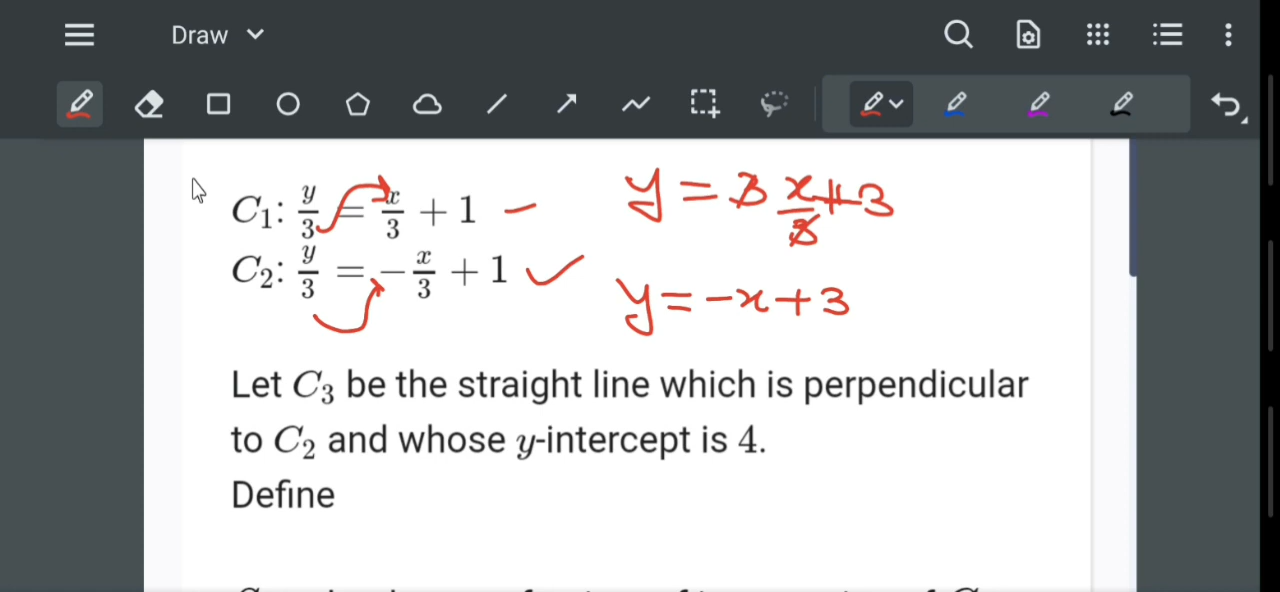 Draw
C₁: y/3 = x/3 + 1 – y = 3 x/3 + 3
C₂: y/3 = -x/3 + 1 ✓ y = -x + 3
Let C₃ be the straight line which is perpendicular
to C₂ and whose y-intercept is 4.
Define